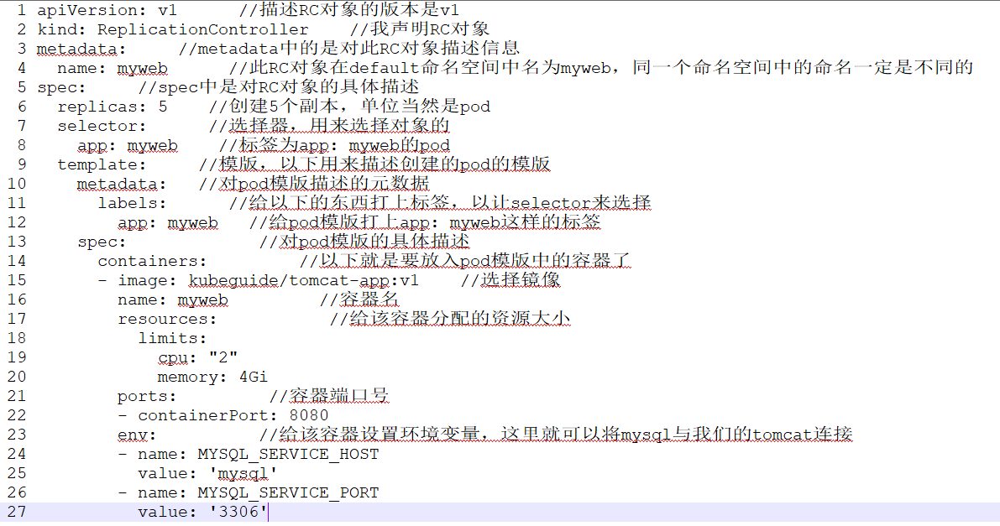 1 apiVersion: v1      //描述RC对象的版本是v1
2 kind: ReplicationController    //我声明RC对象
3 metadata:     //metadata中的是对此RC对象描述信息
4   name: myweb      //此RC对象在default命名空间中名为myweb，同一个命名空间中的命名一定是不同的
5 spec:     //spec中是对RC对象的具体描述
6   replicas: 5    //创建5个副本，单位当然是pod
7   selector:      //选择器，用来选择对象的
8     app: myweb    //标签为app: myweb的pod
9   template:     //模版，以下用来描述创建的pod的模版
10     metadata:   //对pod模版描述的元数据
11       labels:      //给以下的东西打上标签，以让selector来选择
12         app: myweb   //给pod模版打上app: myweb这样的标签
13     spec:             //对pod模版的具体描述
14       containers:         //以下就是要放入pod模版中的容器了
15       - image: kubeguide/tomcat-app:v1    //选择镜像
16         name: myweb         //容器名
17         resources:           //给该容器分配的资源大小
18           limits:
19             cpu: "2"
20             memory: 4Gi
21         ports:         //容器端口号
22         - containerPort: 8080
23         env:          //给该容器设置环境变量，这里就可以将mysql与我们的tomcat连接
24         - name: MYSQL_SERVICE_HOST
25           value: 'mysql'
26         - name: MYSQL_SERVICE_PORT
27           value: '3306'